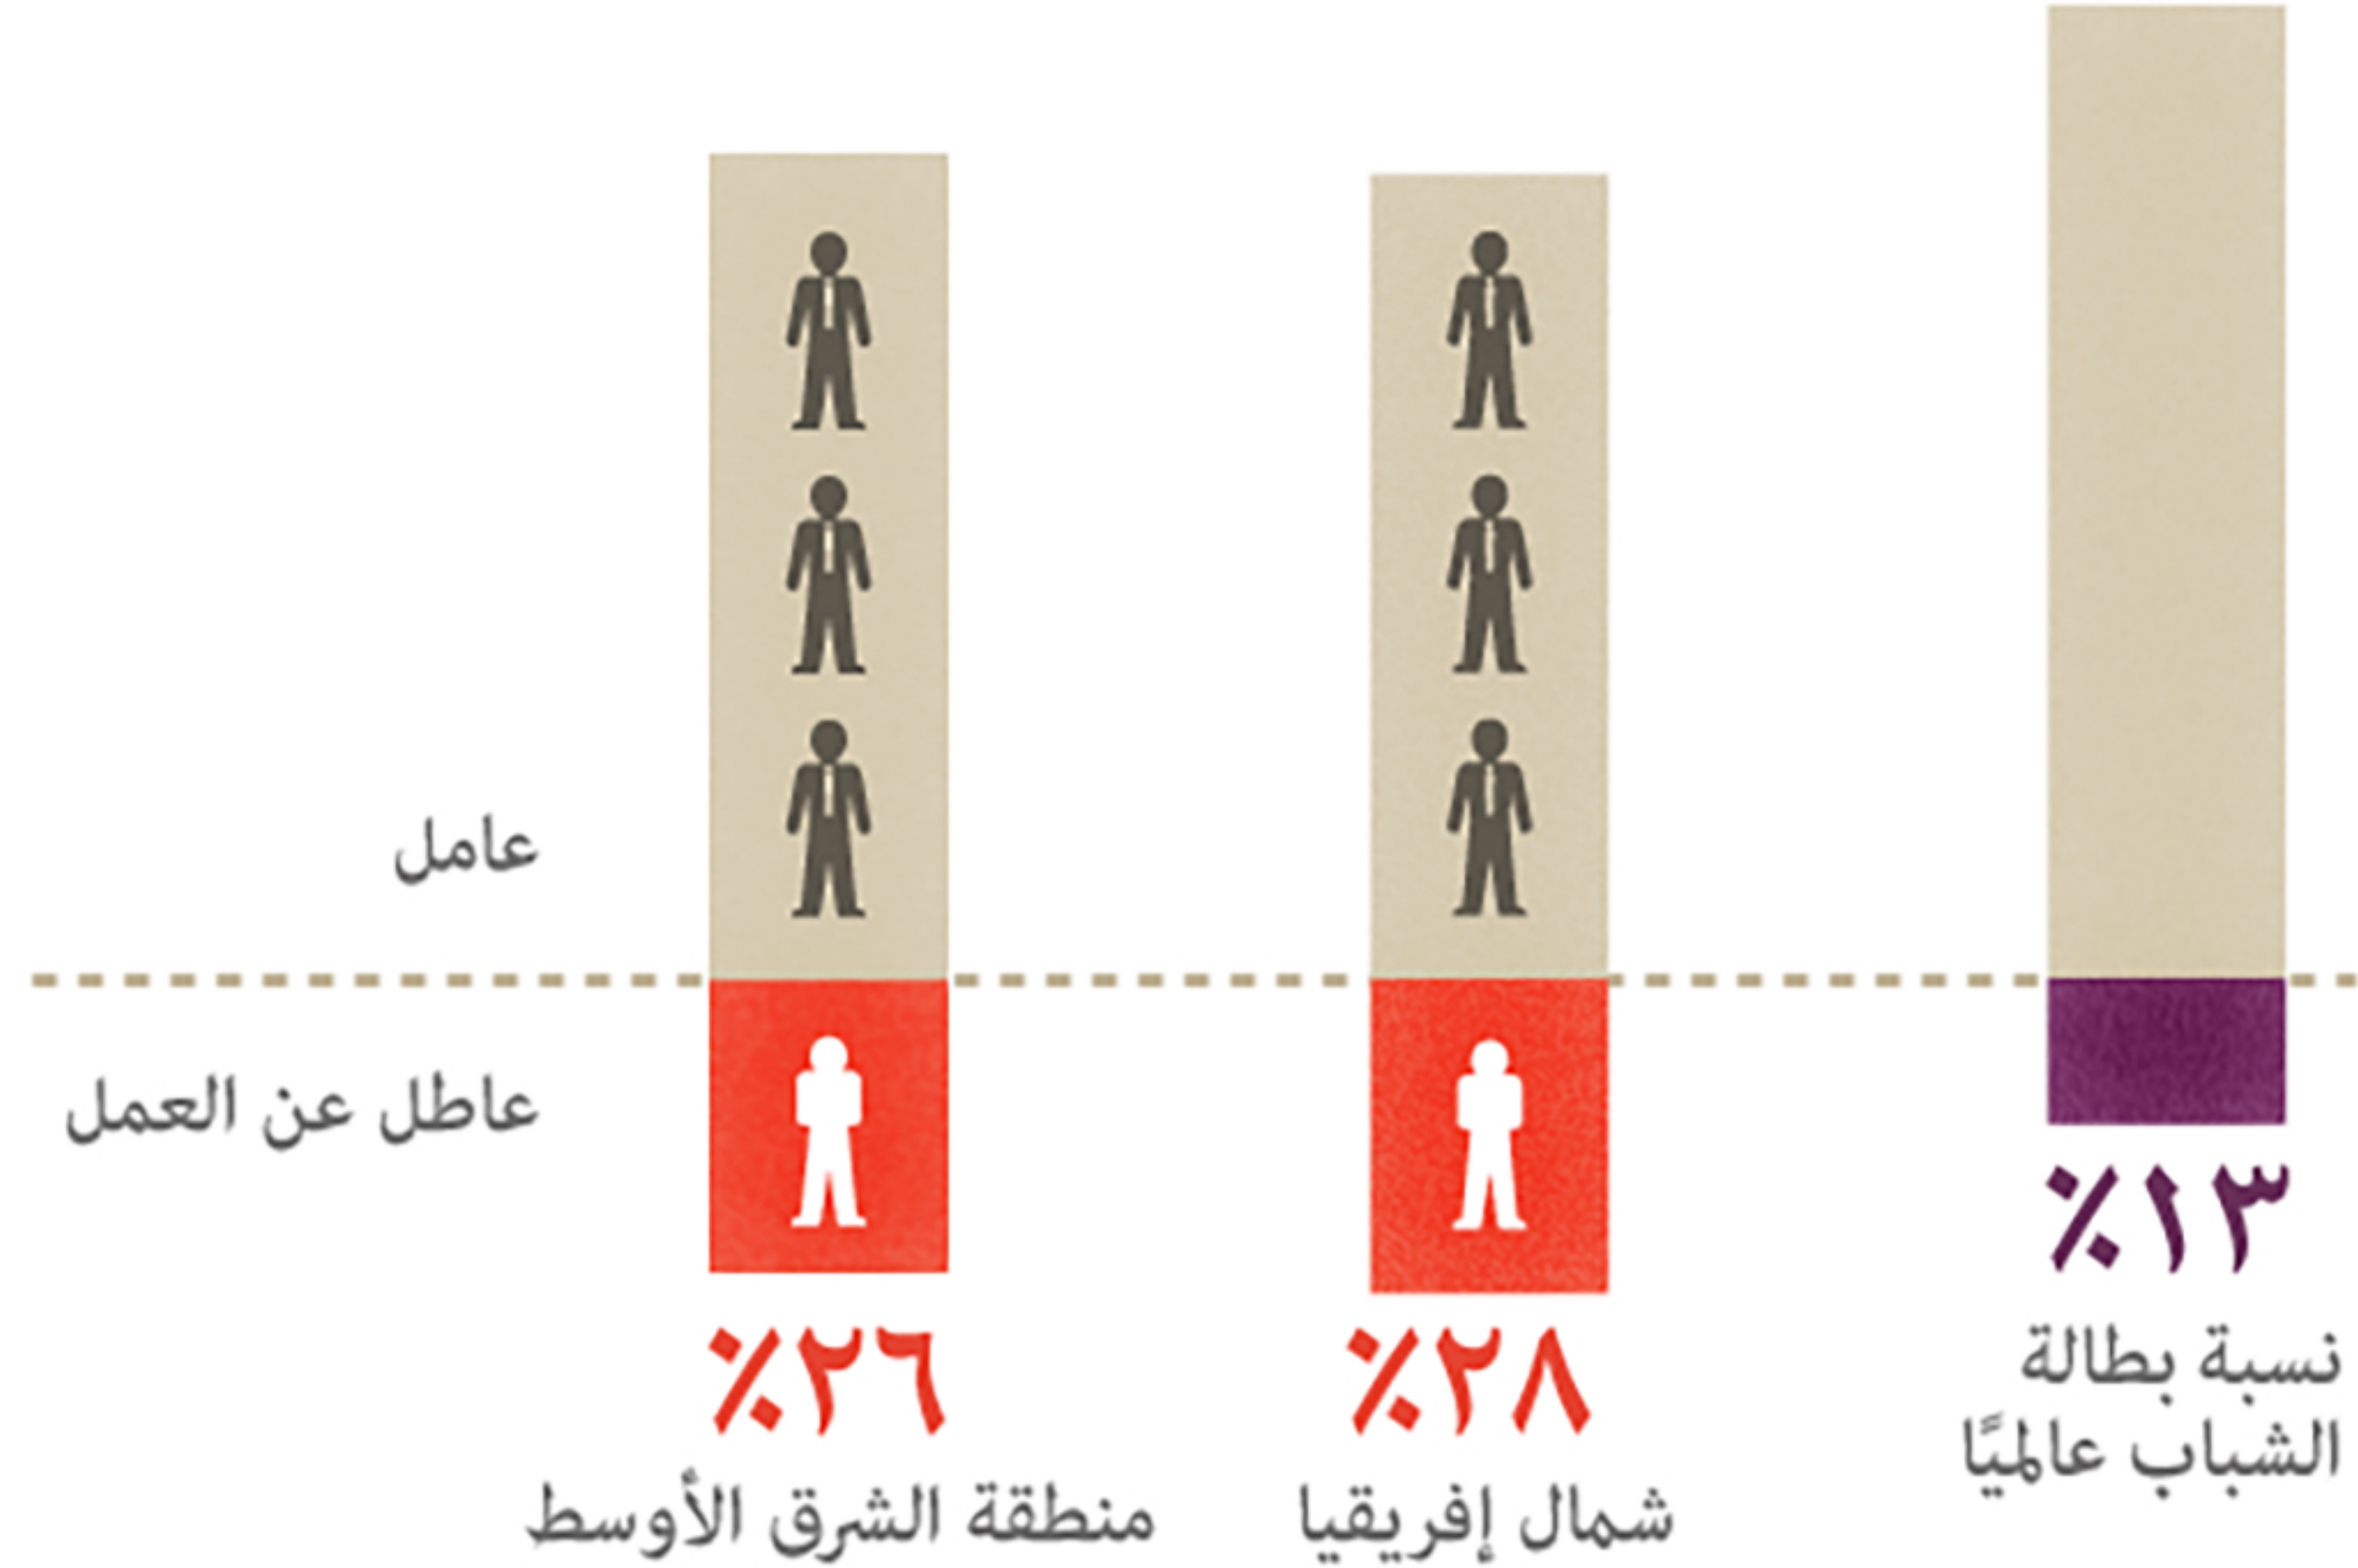 عامل
عاطل عن العمل
٪١٣
نسبة بطالة
الشباب عالميًا
٪٢٨
شمال إفريقيا
٪٢٦
منطقة الشرق الأوسط